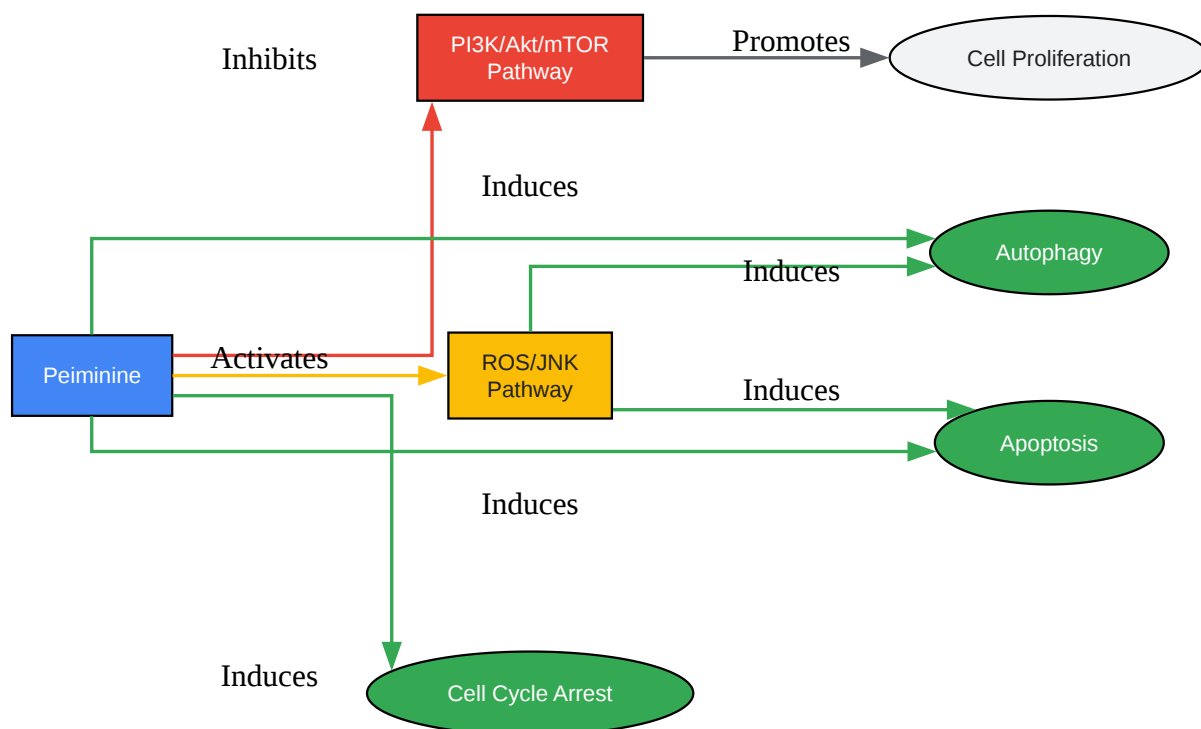 Inhibits
PI3K/Akt/mTOR
Pathway
Promotes
Cell Proliferation
Induces
Autophagy
Induces
Peiminine
Activates
ROS/JNK
Pathway
Induces
Apoptosis
Induces
Induces
Cell Cycle Arrest